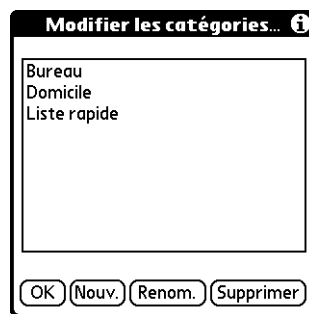 Modifier les catégories... i
Bureau
Domicile
Liste rapide
OK Nouv. Renom. Supprimer